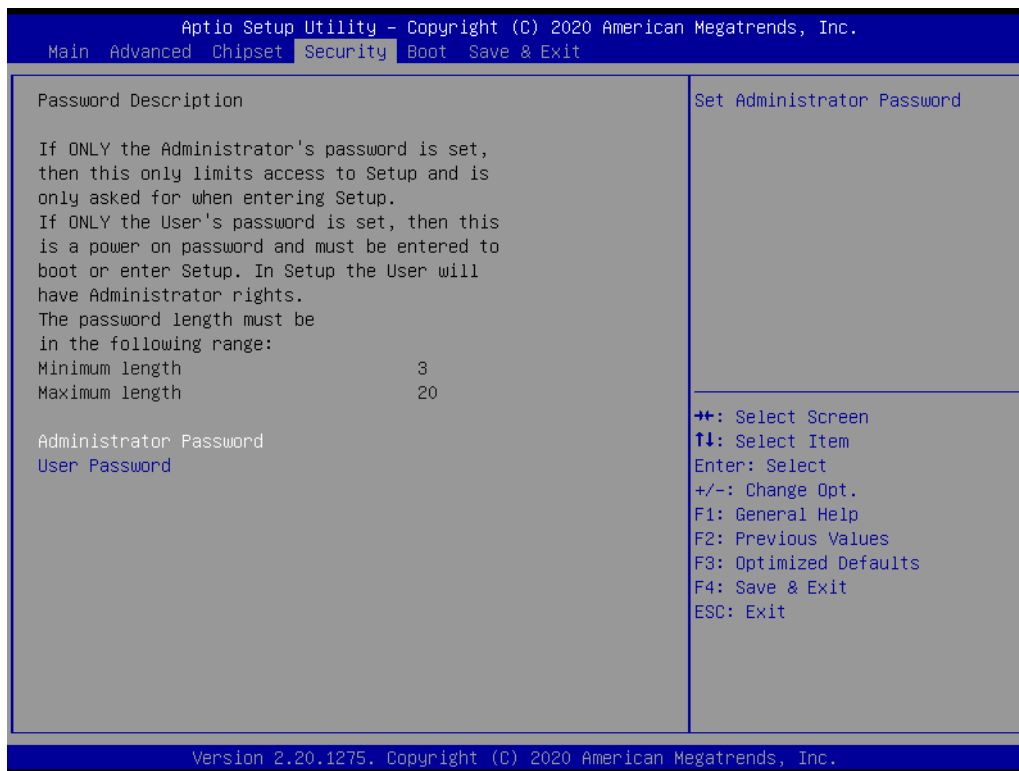 Aptio Setup Utility – Copyright (C) 2020 American Megatrends, Inc.
Main Advanced Chipset Security Boot Save & Exit
Password Description
If ONLY the Administrator's password is set,
then this only limits access to Setup and is
only asked for when entering Setup.
If ONLY the User's password is set, then this
is a power on password and must be entered to
boot or enter Setup. In Setup the User will
have Administrator rights.
The password length must be
in the following range:
Minimum length 3
Maximum length 20
Administrator Password
User Password
Set Administrator Password
→←: Select Screen
↑↓: Select Item
Enter: Select
+/-: Change Opt.
F1: General Help
F2: Previous Values
F3: Optimized Defaults
F4: Save & Exit
ESC: Exit
Version 2.20.1275. Copyright (C) 2020 American Megatrends, Inc.